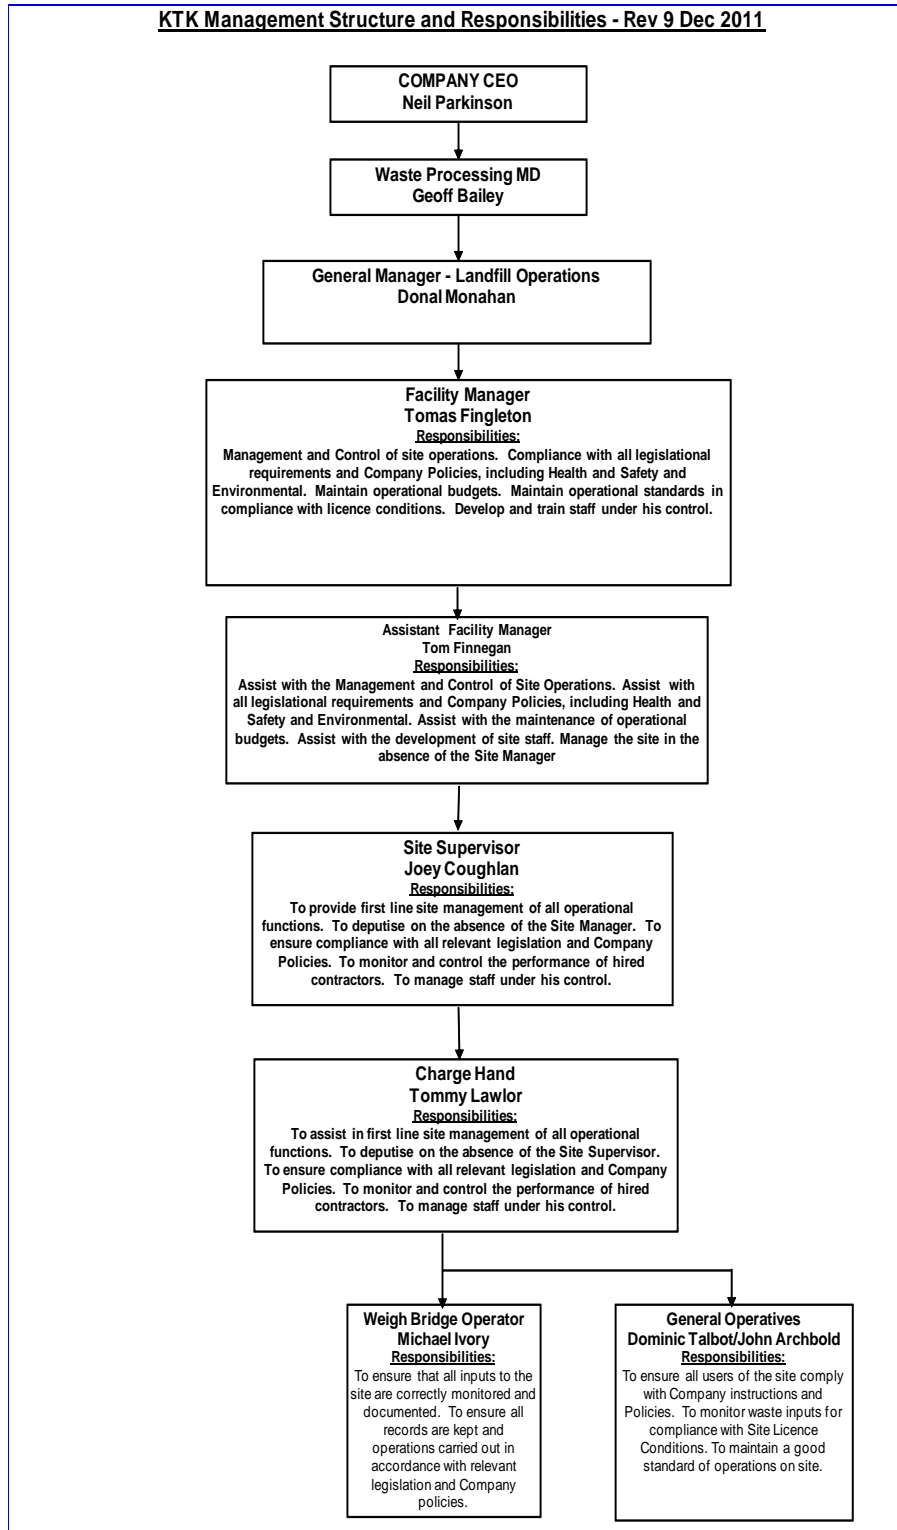 KTK Management Structure and Responsibilities - Rev 9 Dec 2011
COMPANY CEO
Neil Parkinson
Waste Processing MD
Geoff Bailey
General Manager - Landfill Operations
Donal Monahan
Facility Manager
Tomas Fingleton
Responsibilities:
Management and Control of site operations. Compliance with all legislational
requirements and Company Policies, including Health and Safety and
Environmental. Maintain operational budgets. Maintain operational standards in
compliance with licence conditions. Develop and train staff under his control.
Assistant Facility Manager
Tom Finnegan
Responsibilities:
Assist with the Management and Control of Site Operations. Assist with
all legislational requirements and Company Policies, including Health and
Safety and Environmental. Assist with the maintenance of operational
budgets. Assist with the development of site staff. Manage the site in the
absence of the Site Manager
Site Supervisor
Joey Coughlan
Responsibilities:
To provide first line site management of all operational
functions. To deputise on the absence of the Site Manager. To
ensure compliance with all relevant legislation and Company
Policies. To monitor and control the performance of hired
contractors. To manage staff under his control.
Charge Hand
Tommy Lawlor
Responsibilities:
To assist in first line site management of all operational
functions. To deputise on the absence of the Site Supervisor.
To ensure compliance with all relevant legislation and Company
Policies. To monitor and control the performance of hired
contractors. To manage staff under his control.
Weigh Bridge Operator
Michael Ivory
Responsibilities:
To ensure that all inputs to the
site are correctly monitored and
documented. To ensure all
records are kept and
operations carried out in
accordance with relevant
legislation and Company
policies.
General Operatives
Dominic Talbot/John Archbold
Responsibilities:
To ensure all users of the site comply
with Company instructions and
Policies. To monitor waste inputs for
compliance with Site Licence
Conditions. To maintain a good
standard of operations on site.